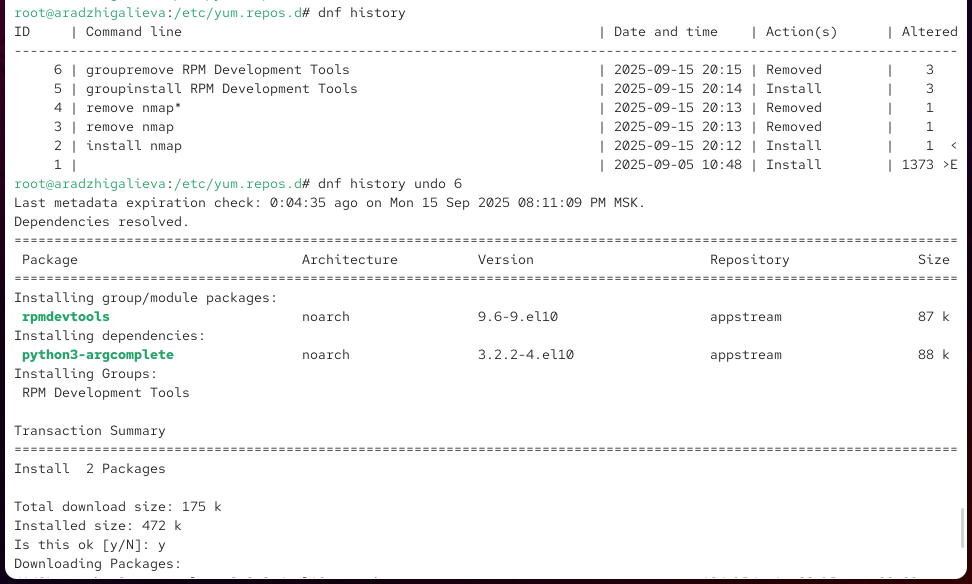 root@aradzhigalieva:/etc/yum.repos.d# dnf history
ID     | Command line                                                             | Date and time    | Action(s)      | Altered
-----------------------------------------------------------------------------------------------------------------------
     6 | groupremove RPM Development Tools                               | 2025-09-15 20:15 | Removed        |    3
     5 | groupinstall RPM Development Tools                              | 2025-09-15 20:14 | Install        |    3
     4 | remove nmap*                                                    | 2025-09-15 20:13 | Removed        |    1
     3 | remove nmap                                                     | 2025-09-15 20:13 | Removed        |    1
     2 | install nmap                                                    | 2025-09-15 20:12 | Install        |    1  <
     1 |                                                                 | 2025-09-05 10:48 | Install        | 1373 >E
root@aradzhigalieva:/etc/yum.repos.d# dnf history undo 6
Last metadata expiration check: 0:04:35 ago on Mon 15 Sep 2025 08:11:09 PM MSK.
Dependencies resolved.
======================================================================================================================
 Package                            Architecture          Version                      Repository                Size
======================================================================================================================
Installing group/module packages:
 rpmdevtools                        noarch                9.6-9.el10                   appstream                 87 k
Installing dependencies:
 python3-argcomplete                noarch                3.2.2-4.el10                 appstream                 88 k
Installing Groups:
 RPM Development Tools
Transaction Summary
======================================================================================================================
Install  2 Packages
Total download size: 175 k
Installed size: 472 k
Is this ok [y/N]: y
Downloading Packages: